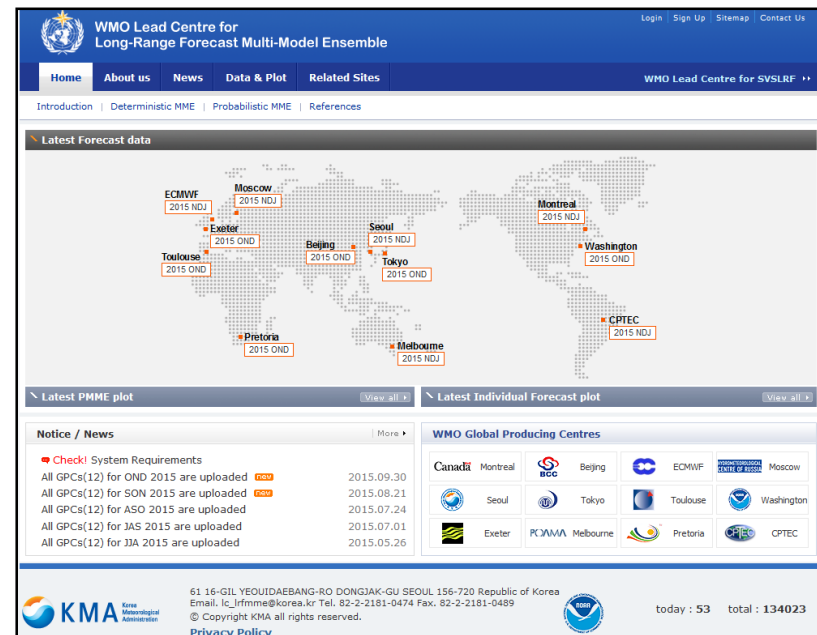 WMO Lead Centre for
Long-Range Forecast Multi-Model Ensemble
Login | Sign Up | Sitemap | Contact Us
Home About us News Data & Plot Related Sites
WMO Lead Centre for SVSLRF
Introduction | Deterministic MME | Probabilistic MME | References
Latest Forecast data
ECMWF
2015 NDJ
Moscow
2015 NDJ
Exeter
2015 OND
Toulouse
2015 OND
Beijing
2015 OND
Seoul
2015 NDJ
Tokyo
2015 OND
Pretoria
2015 OND
Melbourne
2015 NDJ
Montreal
2015 NDJ
Washington
2015 OND
CPTEC
2015 NDJ
Latest PMME plot View all
Latest Individual Forecast plot View all
Notice / News | More
Check! System Requirements
All GPCs(12) for OND 2015 are uploaded new 2015.09.30
All GPCs(12) for SON 2015 are uploaded new 2015.08.21
All GPCs(12) for ASO 2015 are uploaded 2015.07.24
All GPCs(12) for JAS 2015 are uploaded 2015.07.01
All GPCs(12) for JJA 2015 are uploaded 2015.05.26
WMO Global Producing Centres
Canada Montreal BCC Beijing ECMWF HYDROMETEOROLOGICAL CENTRE OF RUSSIA Moscow
Seoul Tokyo Toulouse Washington
Exeter POAMA Melbourne Pretoria CPTEC CPTEC
KMA Korea Meteorological Administration
61 16-GIL YEOUIDAEBANG-RO DONGJAK-GU SEOUL 156-720 Republic of Korea
Email. lc_lrfmme@korea.kr Tel. 82-2-2181-0474 Fax. 82-2-2181-0489
© Copyright KMA all rights reserved.
Privacy Policy
NOAA
today : 53 total : 134023